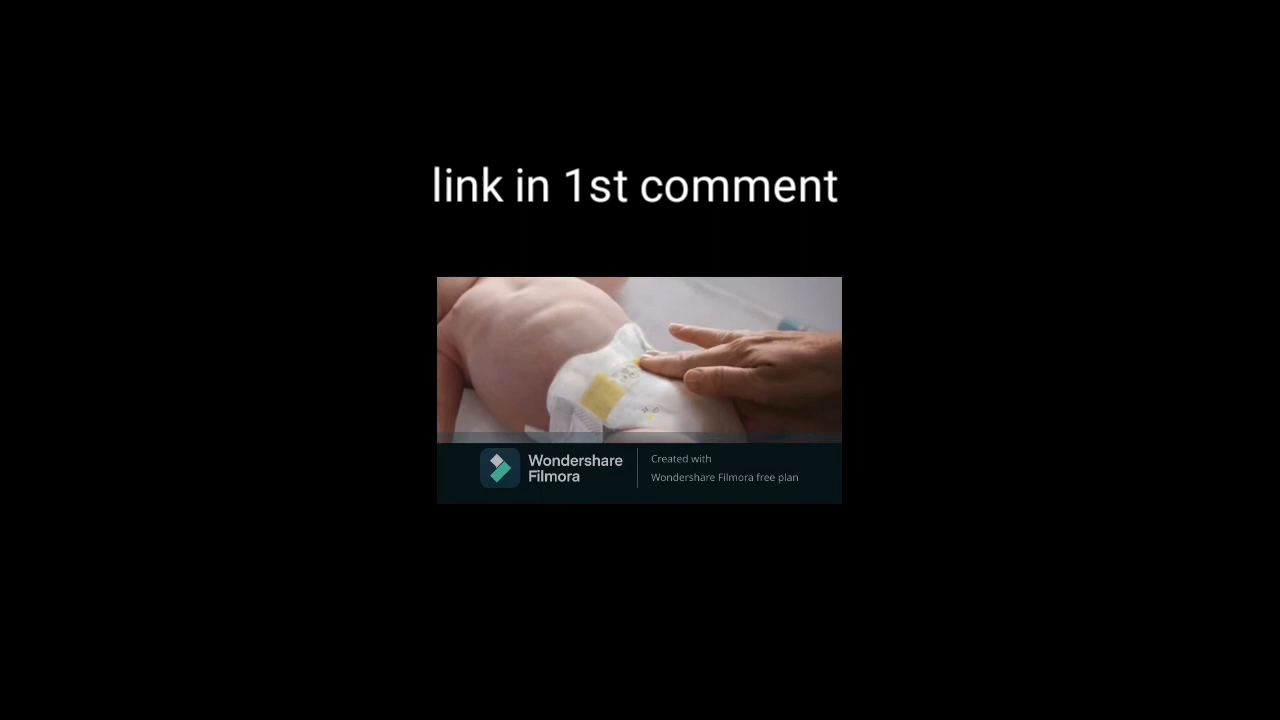 link in 1st comment
Wondershare
Filmora
Created with
Wondershare Filmora free plan